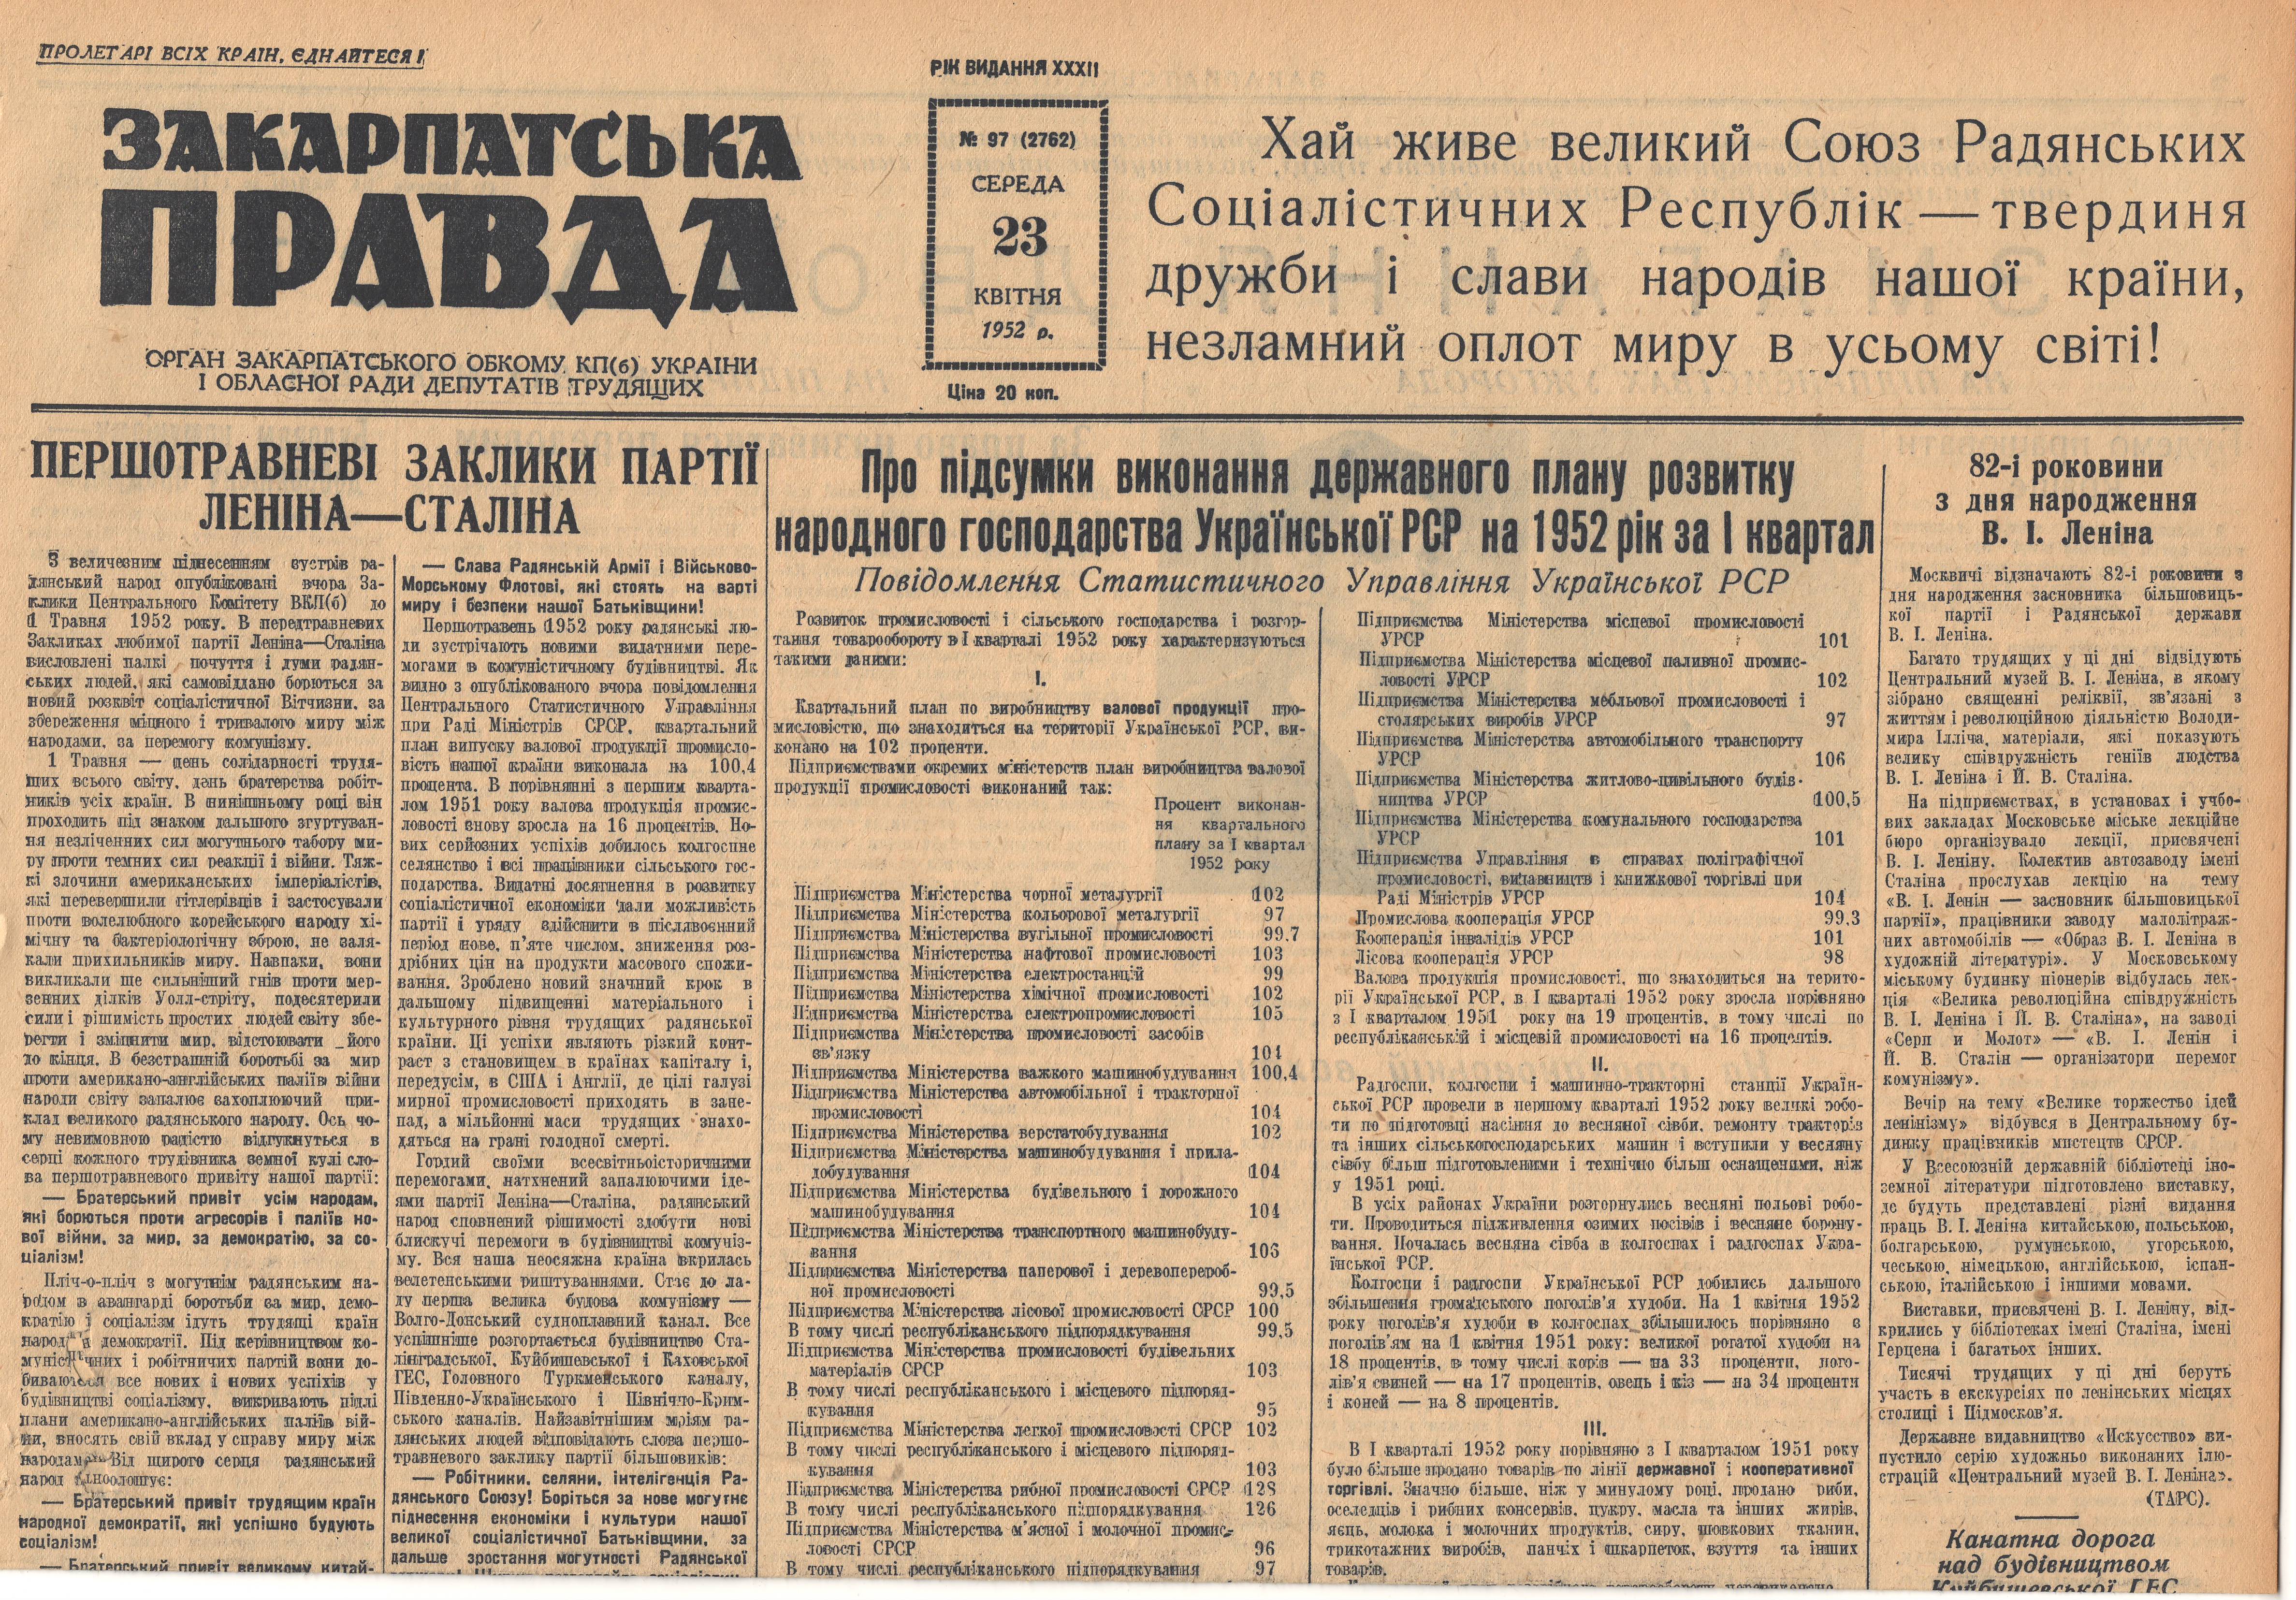 ПРОЛЕТАРІ ВСІХ КРАЇН, ЄДНАЙТЕСЯ!
ЗАКАРПАТСЬКА
ПРАВДА
ОРГАН ЗАКАРПАТСЬКОГО ОБКОМУ КП(б) УКРАЇНИ
І ОБЛАСНОЇ РАДИ ДЕПУТАТІВ ТРУДЯЩИХ
РІК ВИДАННЯ XXXII
№ 97 (2762)
СЕРЕДА
23
КВІТНЯ
1952 р.
Ціна 20 коп.
Хай живе великий Союз Радянських
Соціалістичних Республік — твердиня
дружби і слави народів нашої країни,
незламний оплот миру в усьому світі!
ПЕРШОТРАВНЕВІ ЗАКЛИКИ ПАРТІЇ
ЛЕНІНА—СТАЛІНА
З величезним піднесенням зустрів ра-
дянський народ опубліковані вчора За-
клики Центрального Комітету ВКП(б) до
1 Травня 1952 року. В передтравневих
Закликах любимої партії Леніна—Сталіна
висловлені палкі почуття і думи радян-
ських людей, які самовіддано борються за
новий розквіт соціалістичної Вітчизни, за
збереження міцного і тривалого миру між
народами, за перемогу комунізму.
1 Травня — день солідарності трудя-
щих всього світу, день братерства робіт-
ників усіх країн. В нинішньому році він
проходить під знаком дальшого згуртуван-
ня незліченних сил могутнього табору ми-
ру проти темних сил реакції і війни. Тяж-
кі злочини американських імперіалістів,
які перевершили гітлерівців і застосували
проти волелюбного корейського народу хі-
мічну та бактеріологічну зброю, не заля-
кали прихильників миру. Навпаки, вони
викликали ще сильніший гнів проти мер-
зенних ділків Уолл-стріту, подесятерили
сили і рішимість простих людей світу збе-
регти і зміцнити мир, відстоювати його
до кінця. В безстрашній боротьбі за мир
проти американо-англійських паліїв війни
народи світу запалює захоплюючий при-
клад великого радянського народу. Ось чо-
му невимовною радістю відгукнуться в
серці кожного трудівника земної кулі сло-
ва першотравневого привіту нашої партії:
— Братерський привіт усім народам,
які борються проти агресорів і паліїв но-
вої війни, за мир, за демократію, за со-
ціалізм!
Пліч-о-пліч з могутнім радянським на-
родом в авангарді боротьби за мир, демо-
кратію і соціалізм ідуть трудящі країн
народ демократії. Під керівництвом ко-
муністичних і робітничих партій вони до-
биваються все нових і нових успіхів у
будівництві соціалізму, викривають підлі
плани американо-англійських паліїв вій-
ни, вносять свій вклад у справу миру між
народами. Від щирого серця радянський
народ
— Братерський привіт трудящим країн
народної демократії, які успішно будують
соціалізм!
— Братерський привіт великому китай-
— Слава Радянській Армії і Військово-
Морському Флотові, які стоять на варті
миру і безпеки нашої Батьківщини!
Першотравень 1952 року радянські лю-
ди зустрічають новими видатними пере-
могами в комуністичному будівництві. Як
видно з опублікованого вчора повідомлення
Центрального Статистичного Управління
при Раді Міністрів СРСР, квартальний
план випуску валової продукції промисло-
вість нашої країни виконала на 100,4
процента. В порівнянні з першим кварта-
лом 1951 року валова продукція промис-
ловості знову зросла на 16 процентів. Но-
вих серйозних успіхів добилось колгоспне
селянство і всі працівники сільського гос-
подарства. Видатні досягнення в розвитку
соціалістичної економіки дали можливість
партії і уряду здійснити в післявоєнний
період нове, п'яте числом, зниження роз-
дрібних цін на продукти масового спожи-
вання. Зроблено новий значний крок в
дальшому підвищенні матеріального і
культурного рівня трудящих радянської
країни. Ці успіхи являють різкий конт-
раст з становищем в країнах капіталу і,
передусім, в США і Англії, де цілі галузі
мирної промисловості приходять в зане-
пад, а мільйонні маси трудящих знахо-
дяться на грані голодної смерті.
Гордий своїми всесвітньоісторичними
перемогами, натхнений запалюючими іде-
ями партії Леніна—Сталіна, радянський
народ сповнений рішимості здобути нові
блискучі перемоги в будівництві комуніз-
му. Вся наша неосяжна країна вкрилась
велетенськими риштуваннями. Стає до ла-
ду перша велика будова комунізму —
Волго-Донський судноплавний канал. Все
успішніше розгортається будівництво Ста-
лінградської, Куйбишевської і Каховської
ГЕС, Головного Туркменського каналу,
Південно-Українського і Північно-Крим-
ського каналів. Найзавітнішим мріям ра-
дянських людей відповідають слова першо-
травневого заклику партії більшовиків:
— Робітники, селяни, інтелігенція Ра-
дянського Союзу! Боріться за нове могутнє
піднесення економіки і культури нашої
великої соціалістичної Батьківщини, за
дальше зростання могутності Радянської
Про підсумки виконання державного плану розвитку
народного господарства Української РСР на 1952 рік за І квартал
Повідомлення Статистичного Управління Української РСР
Розвиток промисловості і сільського господарства і розгор-
тання товарообороту в І кварталі 1952 року характеризуються
такими даними:
I.
Квартальний план по виробництву валової продукції про-
мисловістю, що знаходиться на території Української РСР, ви-
конано на 102 проценти.
Підприємствами окремих міністерств план виробництва валової
продукції промисловості виконаний так:
Процент виконан-
ня квартального
плану за І квартал
1952 року
Підприємства Міністерства чорної металургії 102
Підприємства Міністерства кольорової металургії 97
Підприємства Міністерства вугільної промисловості 99.7
Підприємства Міністерства нафтової промисловості 103
Підприємства Міністерства електростанцій 99
Підприємства Міністерства хімічної промисловості 102
Підприємства Міністерства електропромисловості 105
Підприємства Міністерства промисловості засобів
зв'язку 104
Підприємства Міністерства важкого машинобудування 100,4
Підприємства Міністерства автомобільної і тракторної
промисловості 104
Підприємства Міністерства верстатобудування 102
Підприємства Міністерства машинобудування і прила-
добудування 104
Підприємства Міністерства будівельного і дорожного
машинобудування 104
Підприємства Міністерства транспортного машинобуду-
вання 106
Підприємства Міністерства паперової і деревоперероб

ної промисловості 99,5
Підприємства Міністерства лісової промисловості СРСР 100
В тому числі республіканського підпорядкування 99,5
Підприємства Міністерства промисловості будівельних
матеріалів СРСР 103
В тому числі республіканського і місцевого підпоряд-
кування 95
Підприємства Міністерства легкої промисловості СРСР 102
В тому числі республіканського і місцевого підпоряд-
кування 103
Підприємства Міністерства рибної промисловості СРСР 128
В тому числі республіканського підпорядкування 126
Підприємства Міністерства м'ясної і молочної промис-
ловості СРСР 96
В тому числі республіканського підпорядкування 97
Підприємства Міністерства місцевої промисловості
УРСР 101
Підприємства Міністерства місцевої паливної промис-
ловості УРСР 102
Підприємства Міністерства мебльової промисловості і
столярських виробів УРСР 97
Підприємства Міністерства автомобільного транспорту
УРСР 106
Підприємства Міністерства житлово-цивільного будів-
ництва УРСР 100,5
Підприємства Міністерства комунального господарства
УРСР 101
Підприємства Управління в справах поліграфічної
промисловості, видавництв і книжкової торгівлі при
Раді Міністрів УРСР 104
Промислова кооперація УРСР 99.3
Кооперація інвалідів УРСР 101
Лісова кооперація УРСР 98
Валова продукція промисловості, що знаходиться на терито-
рії Української РСР, в І кварталі 1952 року зросла порівняно
з І кварталом 1951 року на 19 процентів, в тому числі по
республіканській і місцевій промисловості на 16 процентів.
II.
Радгоспи, колгоспи і машинно-тракторні станції Україн-
ської РСР провели в першому кварталі 1952 року великі робо-
ти по підготовці насіння до весняної сівби, ремонту тракторів
та інших сільськогосподарських машин і вступили у весняну
сівбу більш підготовленими і технічно більш оснащеними, ніж
у 1951 році.
В усіх районах України розгорнулись весняні польові робо-
ти. Проводиться підживлення озимих посівів і весняне борону-
вання. Почалась весняна сівба в колгоспах і радгоспах Укра-
їнської РСР.
Колгоспи і радгоспи Української РСР добились дальшого
збільшення громадського поголів'я худоби. На 1 квітня 1952
року поголів'я худоби в колгоспах збільшилось порівняно з
поголів'ям на 1 квітня 1951 року: великої рогатої худоби на
18 процентів, в тому числі корів — на 33 проценти, пого-
лів'я свиней — на 17 процентів, овець і кіз — на 34 проценти
і коней — на 8 процентів.
III.
В І кварталі 1952 року порівняно з І кварталом 1951 року
було більше продано товарів по лінії державної і кооперативної
торгівлі. Значно більше, ніж у минулому році, продано риби,
оселедців і рибних консервів, цукру, масла та інших жирів,
яєць, молока і молочних продуктів, сиру, шовкових тканин,
трикотажних виробів, панчіх і шкарпеток, взуття та інших
товарів.
82-і роковини
з дня народження
В. І. Леніна
Москвичі відзначають 82-і роковини з
дня народження засновника більшовиць-
кої партії і Радянської держави
В. І. Леніна.
Багато трудящих у ці дні відвідують
Центральний музей В. І. Леніна, в якому
зібрано священні реліквії, зв'язані з
життям і революційною діяльністю Володи-
мира Ілліча, матеріали, які показують
велику співдружність геніїв людства
В. І. Леніна і Й. В. Сталіна.
На підприємствах, в установах і учбо-
вих закладах Московське міське лекційне
бюро організувало лекції, присвячені
В. І. Леніну. Колектив автозаводу імені
Сталіна прослухав лекцію на тему
«В. І. Ленін — засновник більшовицької
партії», працівники заводу малолітраж-
них автомобілів — «Образ В. І. Леніна в
художній літературі». У Московському
міському будинку піонерів відбулась лек-
ція «Велика революційна співдружність
В. І. Леніна і Й. В. Сталіна», на заводі
«Серп и Молот» — «В. І. Ленін і
Й. В. Сталін — організатори перемог
комунізму».
Вечір на тему «Велике торжество ідей
ленінізму» відбувся в Центральному бу-
динку працівників мистецтв СРСР.
У Всесоюзній державній бібліотеці іно-
земної літератури підготовлено виставку,
де будуть представлені різні видання
праць В. І. Леніна китайською, польською,
болгарською, румунською, угорською,
чеською, німецькою, англійською, іспан-
ською, італійською і іншими мовами.
Виставки, присвячені В. І. Леніну, від-
крились у бібліотеках імені Сталіна, імені
Герцена і багатьох інших.
Тисячі трудящих у ці дні беруть
участь в екскурсіях по ленінських місцях
столиці і Підмосков'я.
Державне видавництво «Искусство» ви-
пустило серію художньо виконаних ілю-
страцій «Центральний музей В. І. Леніна».
(ТАРС).
Канатна дорога
над будівництвом
Куйбишевської ГЕС